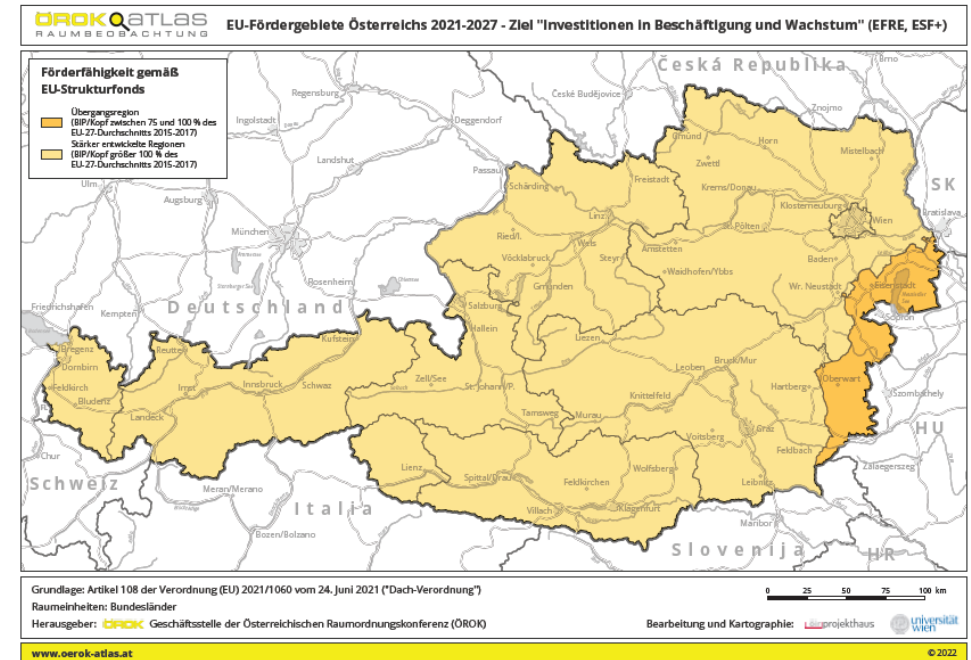 ÖROK ATLAS
RAUMBEOBACHTUNG
EU-Fördergebiete Österreichs 2021-2027 - Ziel "Investitionen in Beschäftigung und Wachstum" (EFRE, ESF+)
Förderfähigkeit gemäß
EU-Strukturfonds
Übergangsregion
(BIP/Kopf zwischen 75 und 100 % des
EU-27-Durchschnitts 2015-2017)
Stärker entwickelte Regionen
(BIP/Kopf größer 100 % des
EU-27-Durchschnitts 2015-2017)
Česká Republika
Brno
Regensburg
České Budějovice
Znojmo
Ingolstadt
Deggendorf
Gmünd
Horn
Mistelbach
Landshut
Zwettl
Passau
Freistadt
Schärding
Krems/Donau
SK
Ulm
Augsburg
Klosterneuburg
Linz
Wien
Bratislava
München
St. Pölten
Ried/I.
Wels
Amstetten
Vöcklabruck
Steyr
Baden
Waidhofen/Ybbs
Rosenheim
Gmunden
Wr. Neustadt
Eisenstadt
Friedrichshafen
Kempten
Deutschland
Salzburg
Sopron
Hallein
Kufstein
Liezen
Bregenz
Reutte
Dornbirn
Bruck/Mur
Leoben
Feldkirch
Imst
Innsbruck
Schwaz
Zell/See
St. Johann/P.
Hartberg
Oberwart
Bludenz
Knittelfeld
Szombathely
Landeck
Tamsweg
Murau
Graz
Voitsberg
HU
Feldbach
Chur
Lienz
Wolfsberg
Zalaegerszeg
Schweiz
Spittal/Drau
Feldkirchen
Leibnitz
Meran/Merano
Italia
Villach
Klagenfurt
Maribor
Bozen/Bolzano
Slovenija
HR
Grundlage: Artikel 108 der Verordnung (EU) 2021/1060 vom 24. Juni 2021 ("Dach-Verordnung")
0 25 50 75 100 km
Raumeinheiten: Bundesländer
Herausgeber: ÖROK Geschäftsstelle der Österreichischen Raumordnungskonferenz (ÖROK)
Bearbeitung und Kartographie: projekthaus universität wien
www.oerok-atlas.at
© 2022